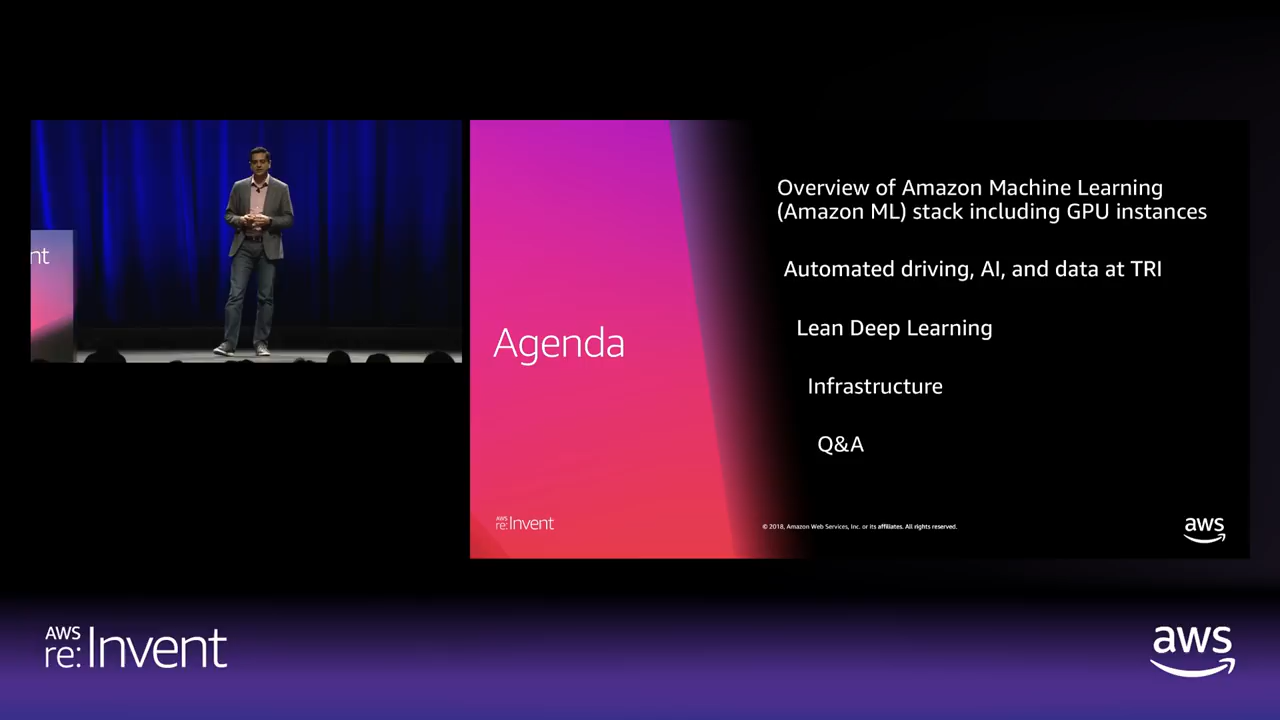 nt
Agenda
Overview of Amazon Machine Learning
(Amazon ML) stack including GPU instances
Automated driving, AI, and data at TRI
Lean Deep Learning
Infrastructure
Q&A
AWS
re:Invent
© 2018, Amazon Web Services, Inc. or its affiliates. All rights reserved.
aws
AWS
re:Invent
aws